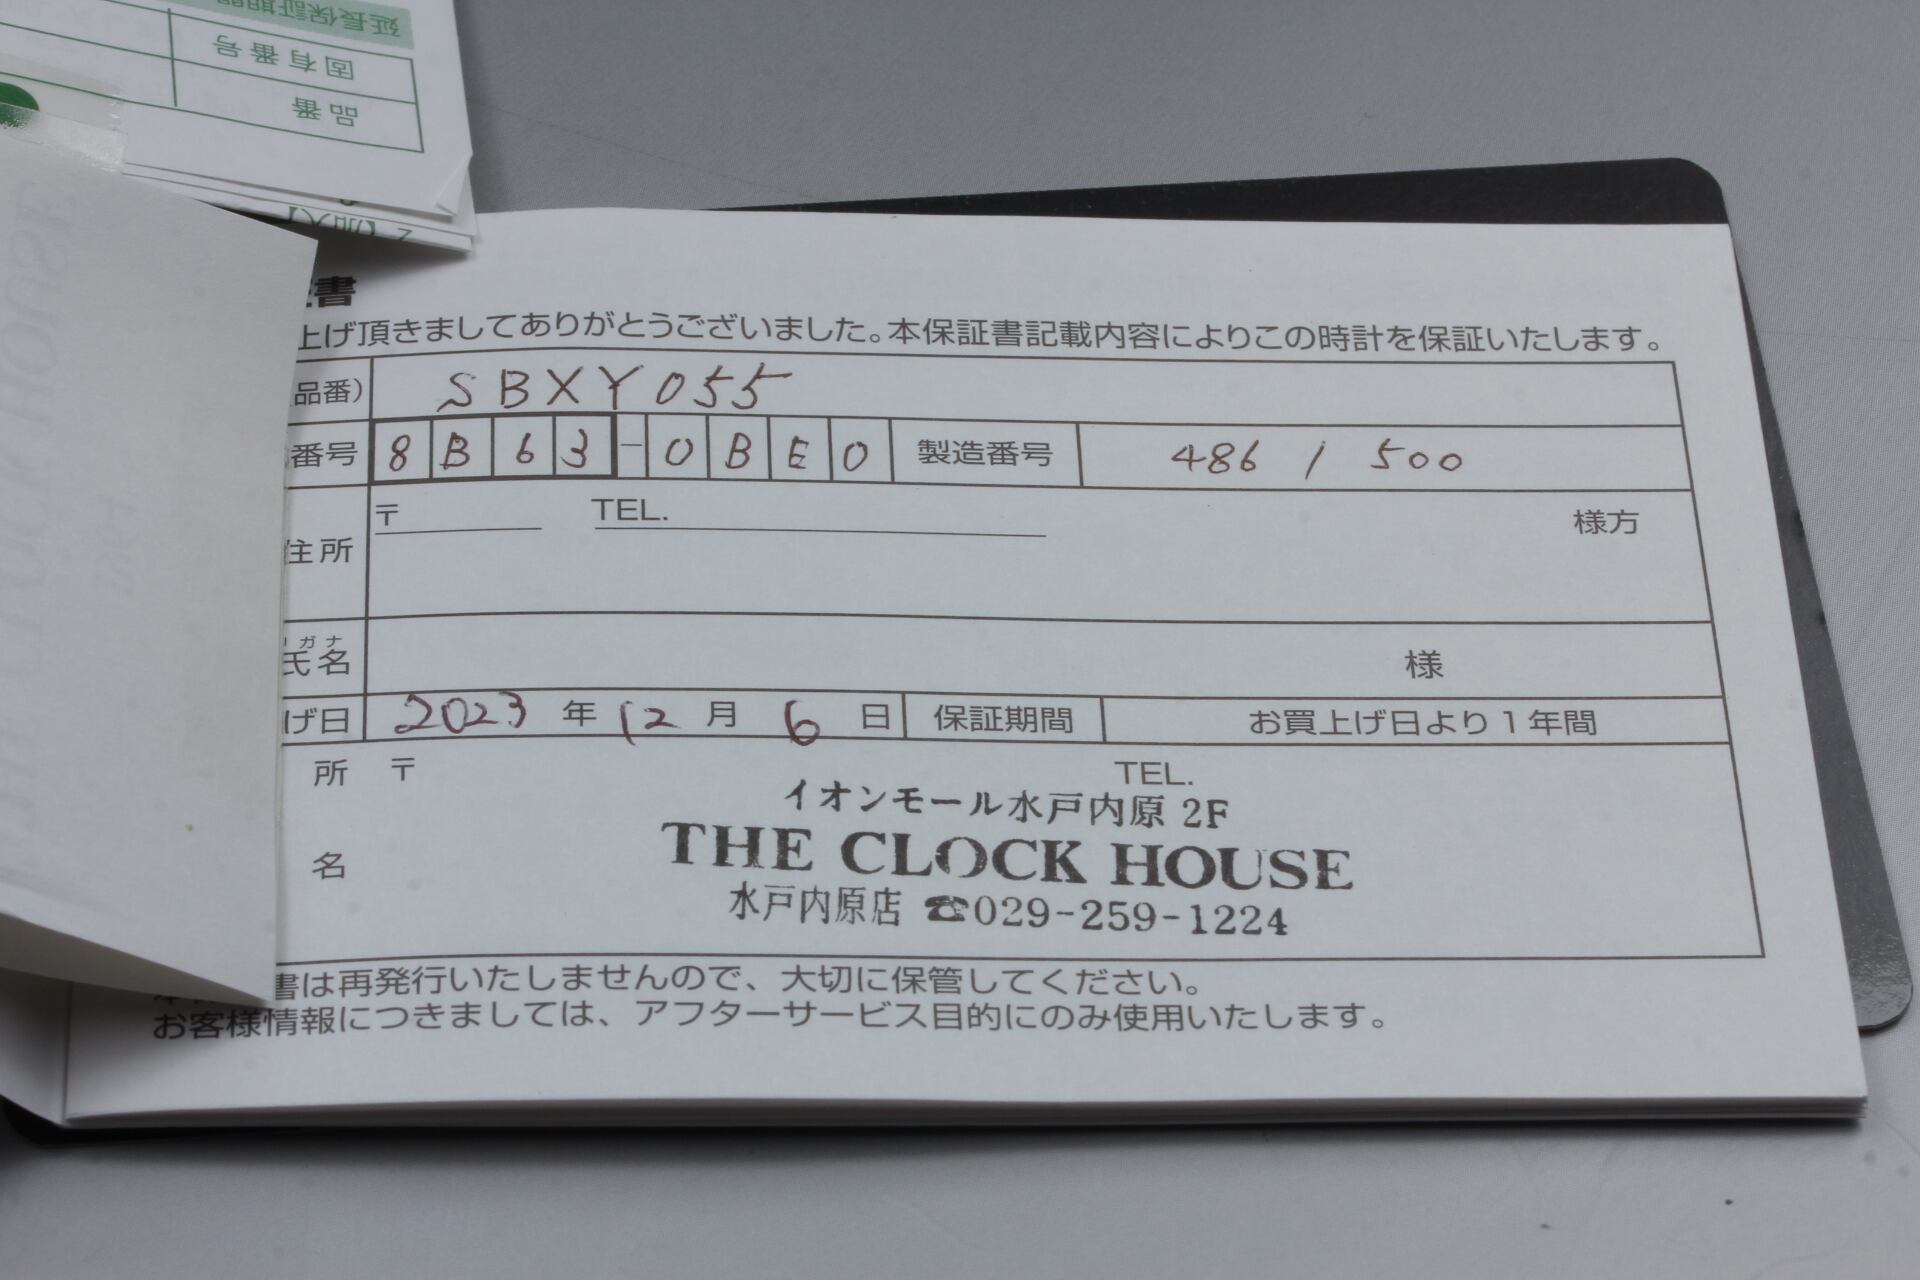 延長保証期間
固有番号
品番
書
上げ頂きましてありがとうございました。本保証書記載内容によりこの時計を保証いたします。
品番) SBXY055
番号 8B63-0BE0 製造番号 486 / 500
〒 TEL. 様方
住所
ガナ
氏名 様
げ日 2023 年 12 月 6 日 保証期間 お買上げ日より1年間
所 〒 TEL.
イオンモール水戸内原 2F
名 THE CLOCK HOUSE
水戸内原店 ☎029-259-1224
書は再発行いたしませんので、大切に保管してください。
お客様情報につきましては、アフターサービス目的にのみ使用いたします。